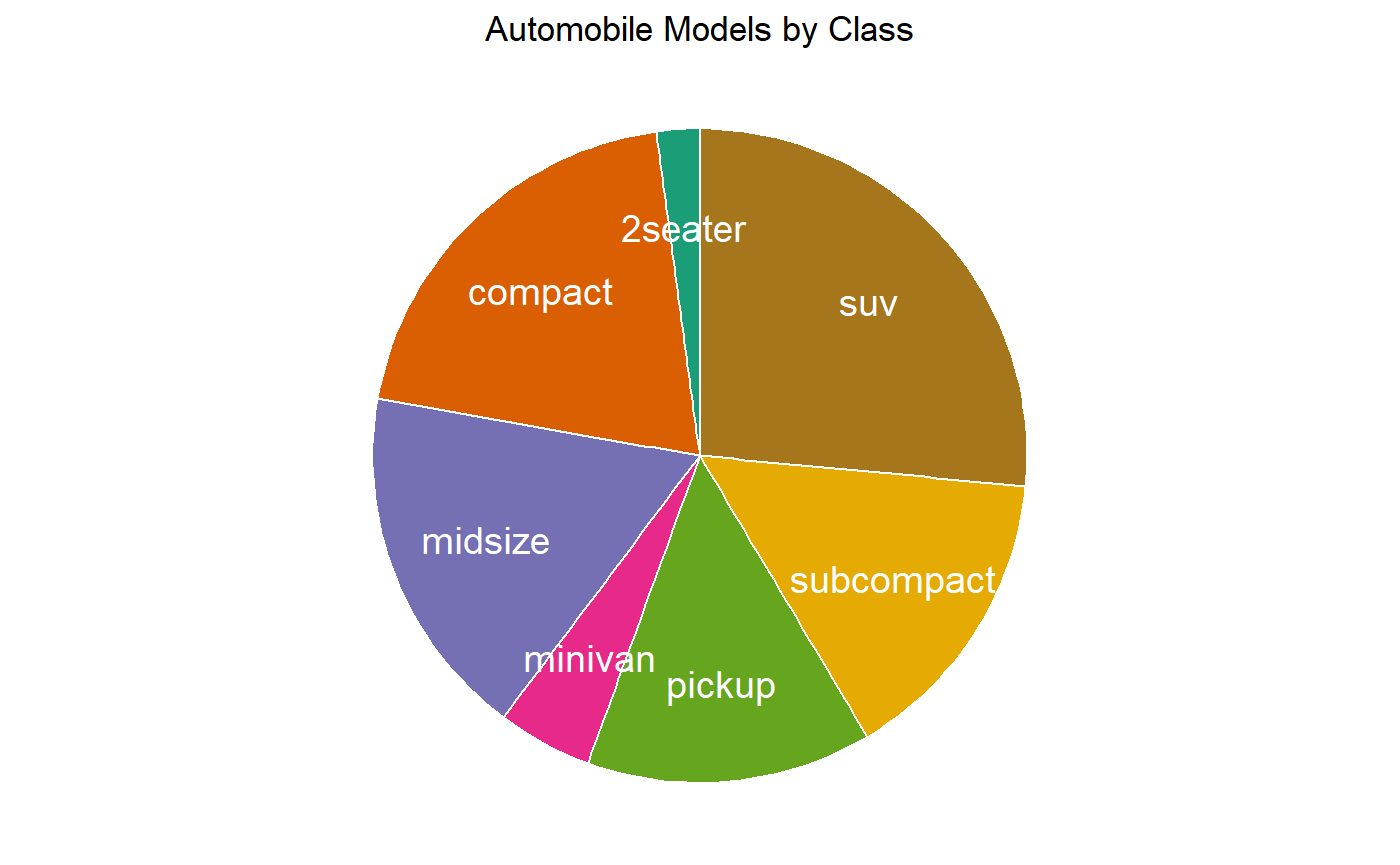 Automobile Models by Class
2seater
compact
suv
midsize
subcompact
minivan
pickup